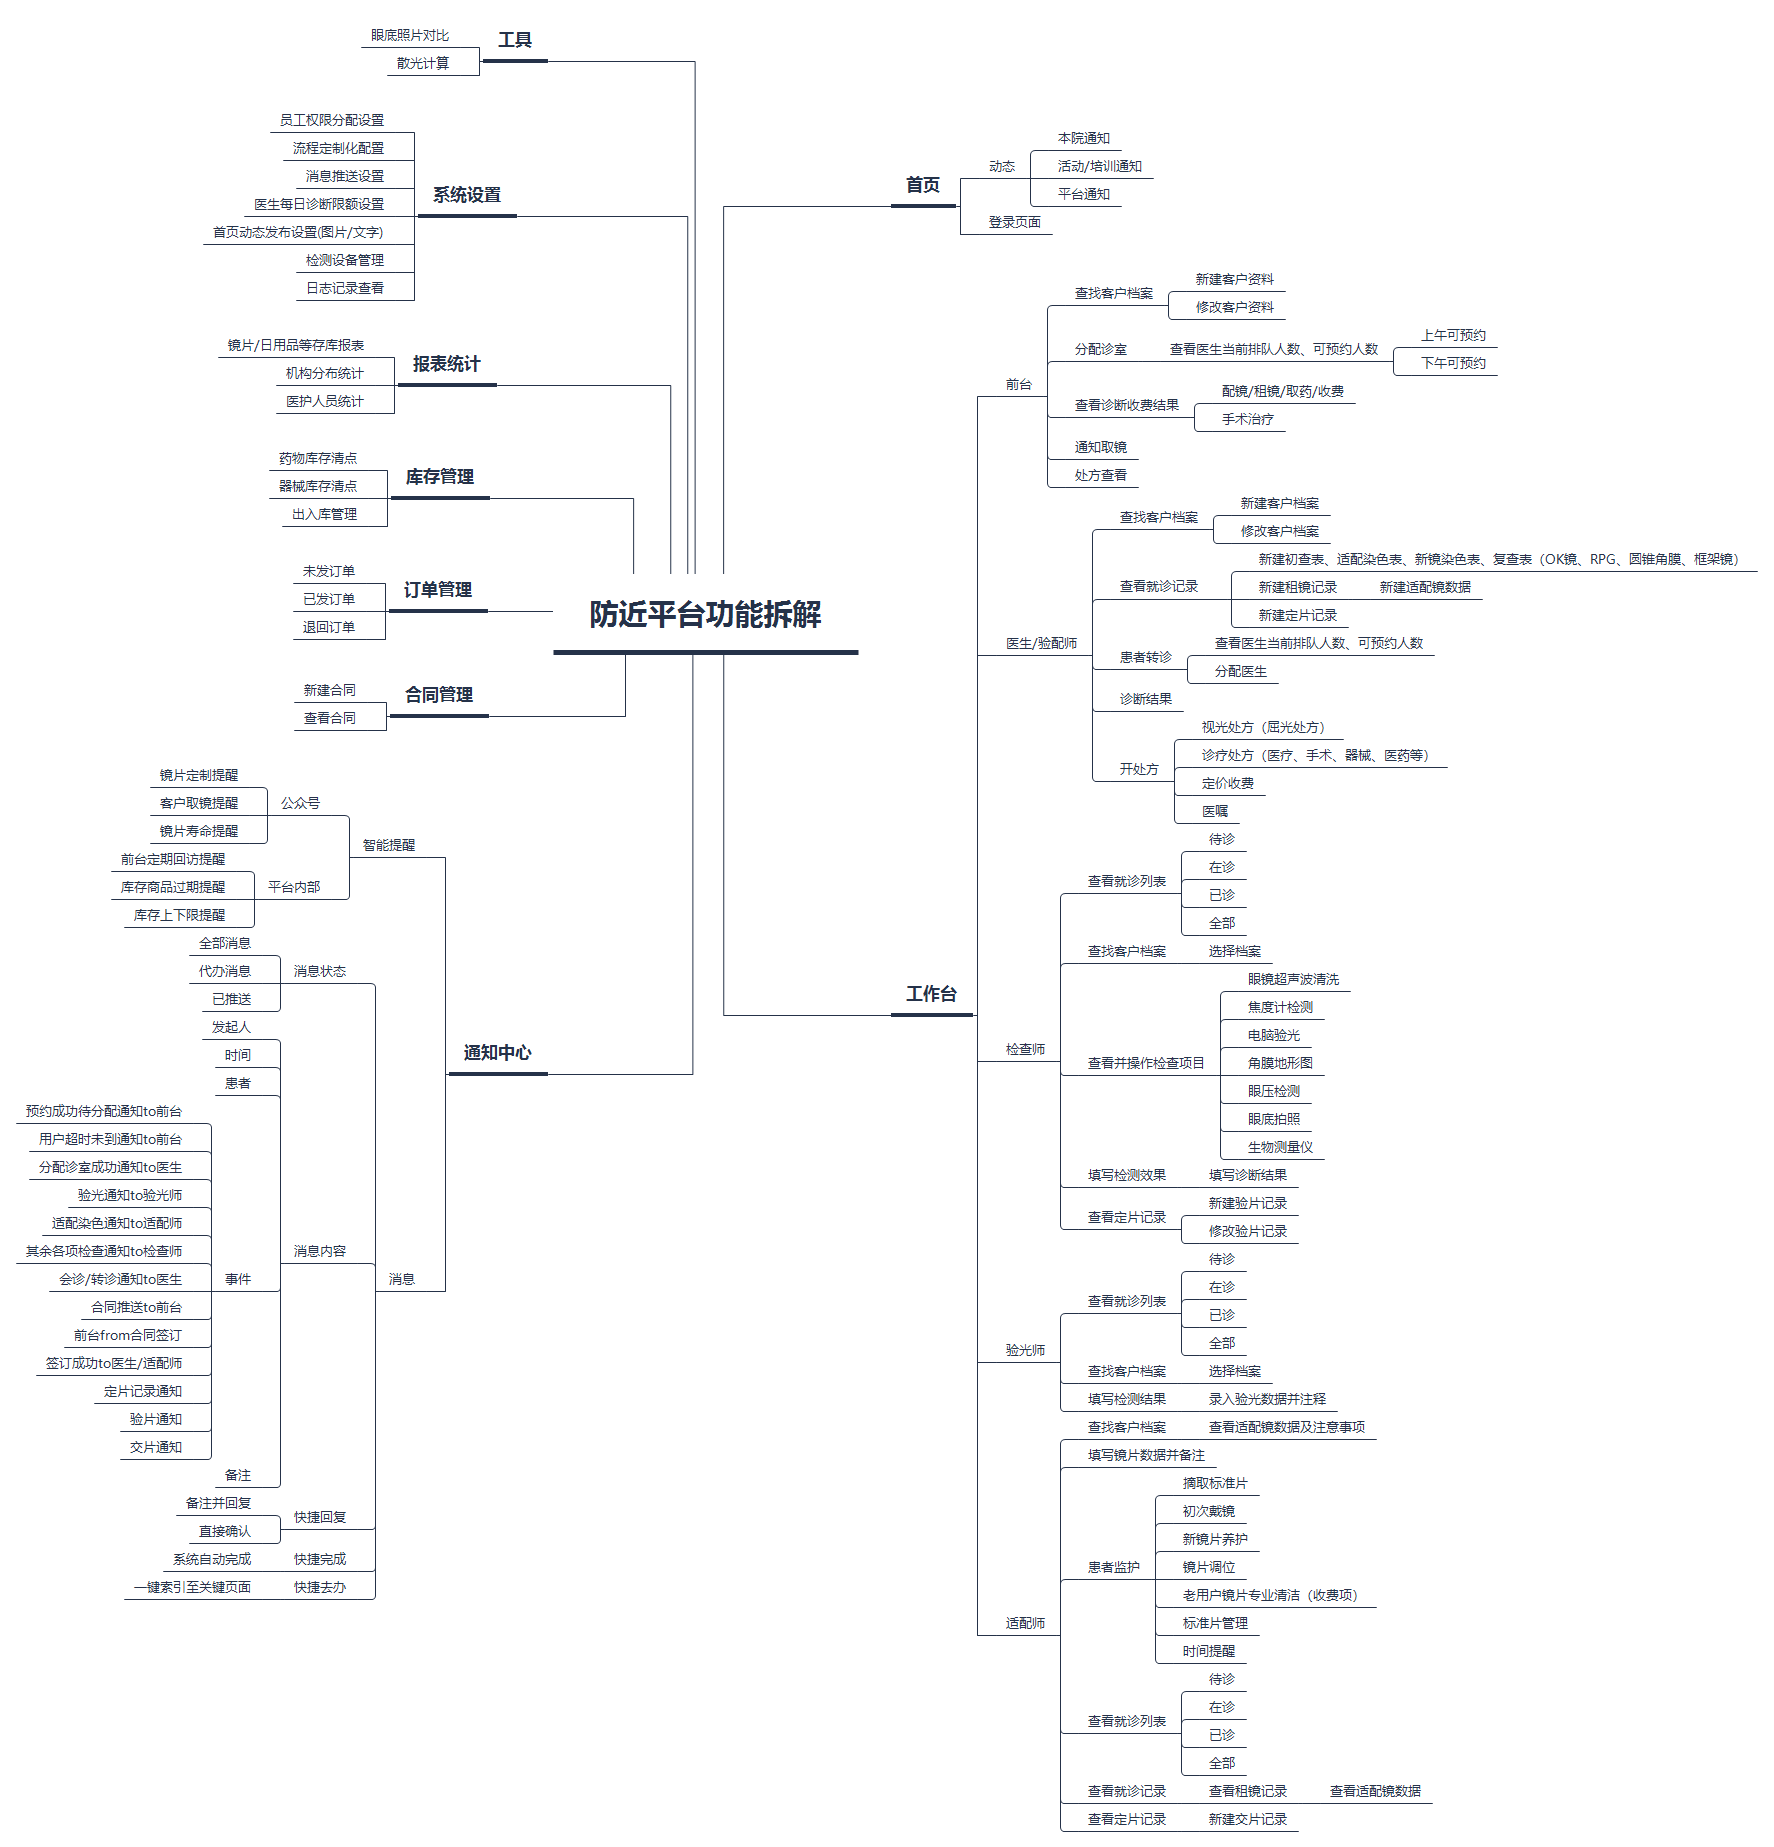 防近平台功能拆解
首页
动态
本院通知
活动/培训通知
平台通知
登录页面
工作台
前台
查找客户档案
新建客户资料
修改客户资料
分配诊室
查看医生当前排队人数、可预约人数
上午可预约
下午可预约
查看诊断收费结果
配镜/租镜/取药/收费
手术治疗
通知取镜
处方查看
医生/验配师
查找客户档案
新建客户档案
修改客户档案
查看就诊记录
新建初查表、适配染色表、新镜染色表、复查表（OK镜、RPG、圆锥角膜、框架镜）
新建租镜记录
新建适配镜数据
新建定片记录
患者转诊
查看医生当前排队人数、可预约人数
分配医生
诊断结果
开处方
视光处方（屈光处方）
诊疗处方（医疗、手术、器械、医药等）
定价收费
医嘱
检查师
查看就诊列表
待诊
在诊
已诊
全部
查找客户档案
选择档案
查看并操作检查项目
眼镜超声波清洗
焦度计检测
电脑验光
角膜地形图
眼压检测
眼底拍照
生物测量仪
填写检测效果
填写诊断结果
查看定片记录
新建验片记录
修改验片记录
验光师
查看就诊列表
待诊
在诊
已诊
全部
查找客户档案
选择档案
填写检测结果
录入验光数据并注释
适配师
查找客户档案
查看适配镜数据及注意事项
填写镜片数据并备注
患者监护
摘取标准片
初次戴镜
新镜片养护
镜片调位
老用户镜片专业清洁（收费项）
标准片管理
时间提醒
查看就诊列表
待诊
在诊
已诊
全部
查看就诊记录
查看租镜记录
查看适配镜数据
查看定片记录
新建交片记录
工具
眼底照片对比
散光计算
系统设置
员工权限分配设置
流程定制化配置
消息推送设置
医生每日诊断限额设置
首页动态发布设置(图片/文字)
检测设备管理
日志记录查看
报表统计
镜片/日用品等存库报表
机构分布统计
医护人员统计
库存管理
药物库存清点
器械库存清点
出入库管理
订单管理
未发订单
已发订单
退回订单
合同管理
新建合同
查看合同
通知中心
智能提醒
公众号
镜片定制提醒
客户取镜提醒
镜片寿命提醒
平台内部
前台定期回访提醒
库存商品过期提醒
库存上下限提醒
消息
消息状态
全部消息
代办消息
已推送
消息内容
发起人
时间
患者
事件
预约成功待分配通知to前台
用户超时未到通知to前台
分配诊室成功通知to医生
验光通知to验光师
适配染色通知to适配师
其余各项检查通知to检查师
会诊/转诊通知to医生
合同推送to前台
前台from合同签订
签订成功to医生/适配师
定片记录通知
验片通知
交片通知
备注
快捷回复
备注并回复
直接确认
快捷完成
系统自动完成
快捷去办
一键索引至关键页面